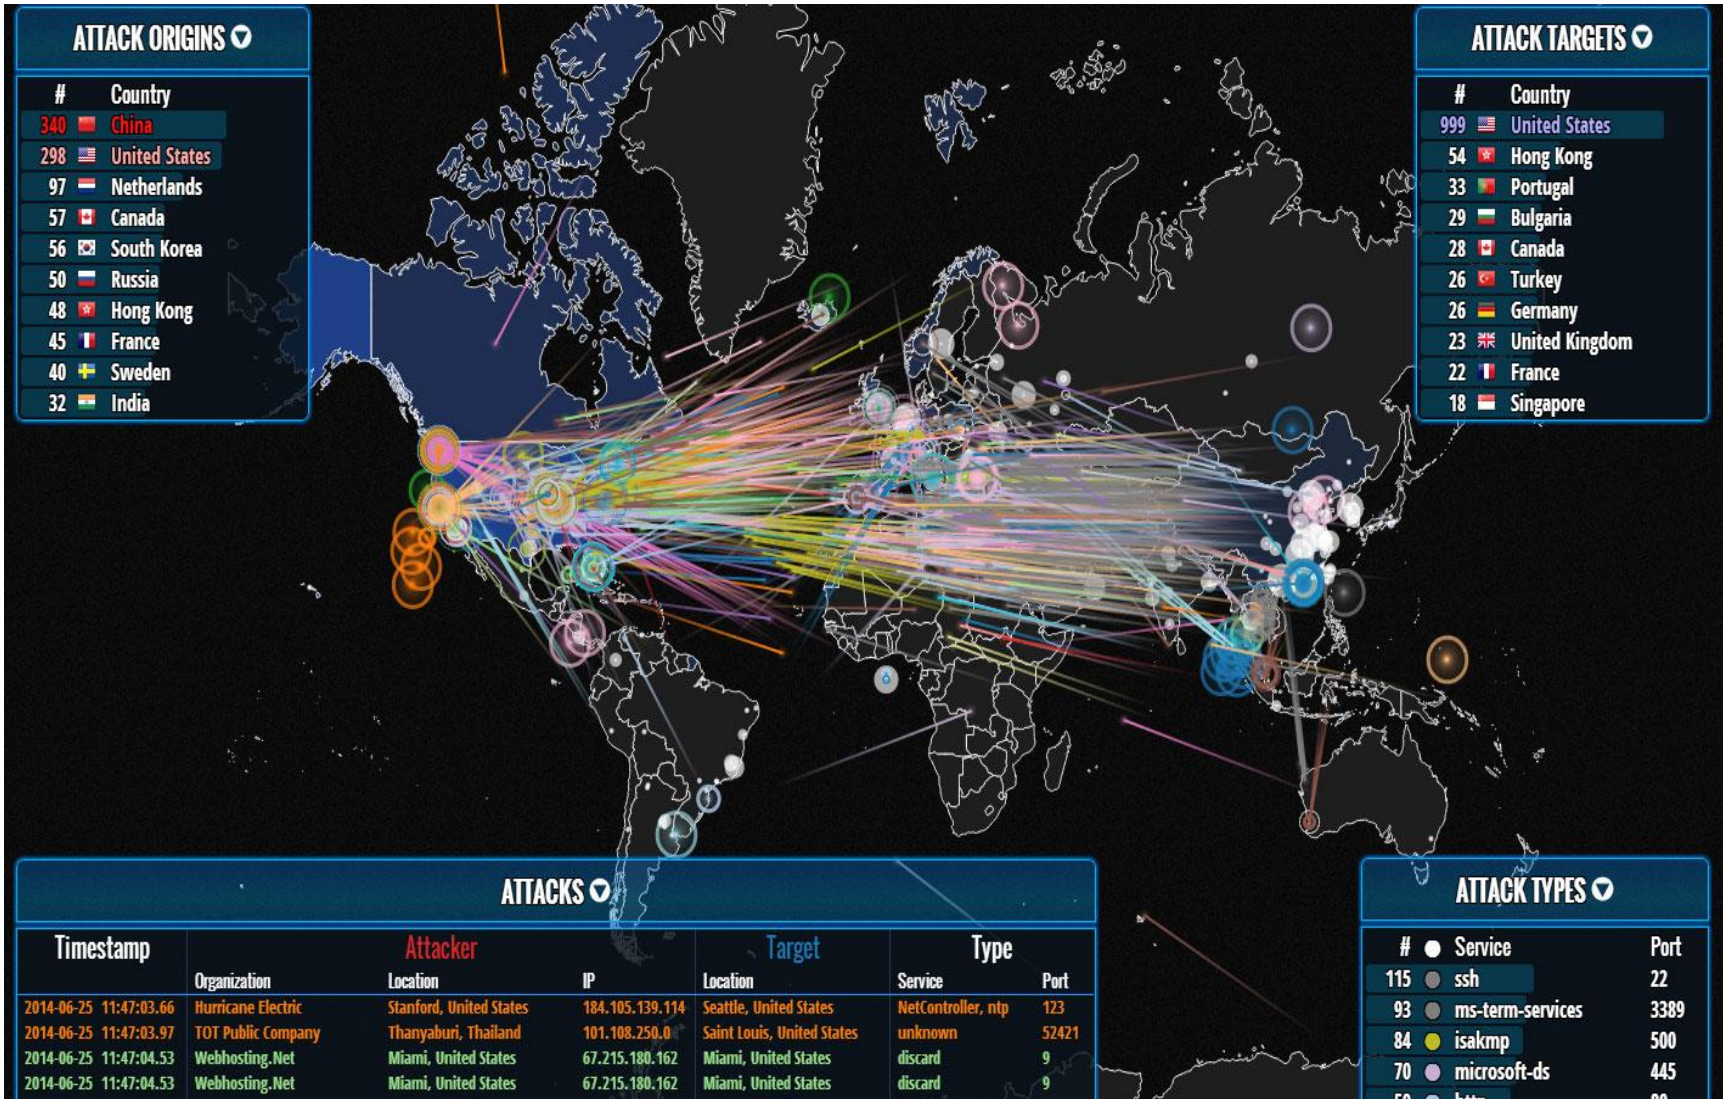 ATTACK ORIGINS
# Country
340 China
298 United States
97 Netherlands
57 Canada
56 South Korea
50 Russia
48 Hong Kong
45 France
40 Sweden
32 India
ATTACK TARGETS
# Country
999 United States
54 Hong Kong
33 Portugal
29 Bulgaria
28 Canada
26 Turkey
26 Germany
23 United Kingdom
22 France
18 Singapore
ATTACKS
Timestamp Attacker Target Type
Organization Location IP Location Service Port
2014-06-25 11:47:03.66 Hurricane Electric Stanford, United States 184.105.139.114 Seattle, United States NetController, ntp 123
2014-06-25 11:47:03.97 TOT Public Company Thanyaburi, Thailand 101.108.250.0 Saint Louis, United States unknown 52421
2014-06-25 11:47:04.53 Webhosting.Net Miami, United States 67.215.180.162 Miami, United States discard 9
2014-06-25 11:47:04.53 Webhosting.Net Miami, United States 67.215.180.162 Miami, United States discard 9
ATTACK TYPES
# Service Port
115 ssh 22
93 ms-term-services 3389
84 isakmp 500
70 microsoft-ds 445